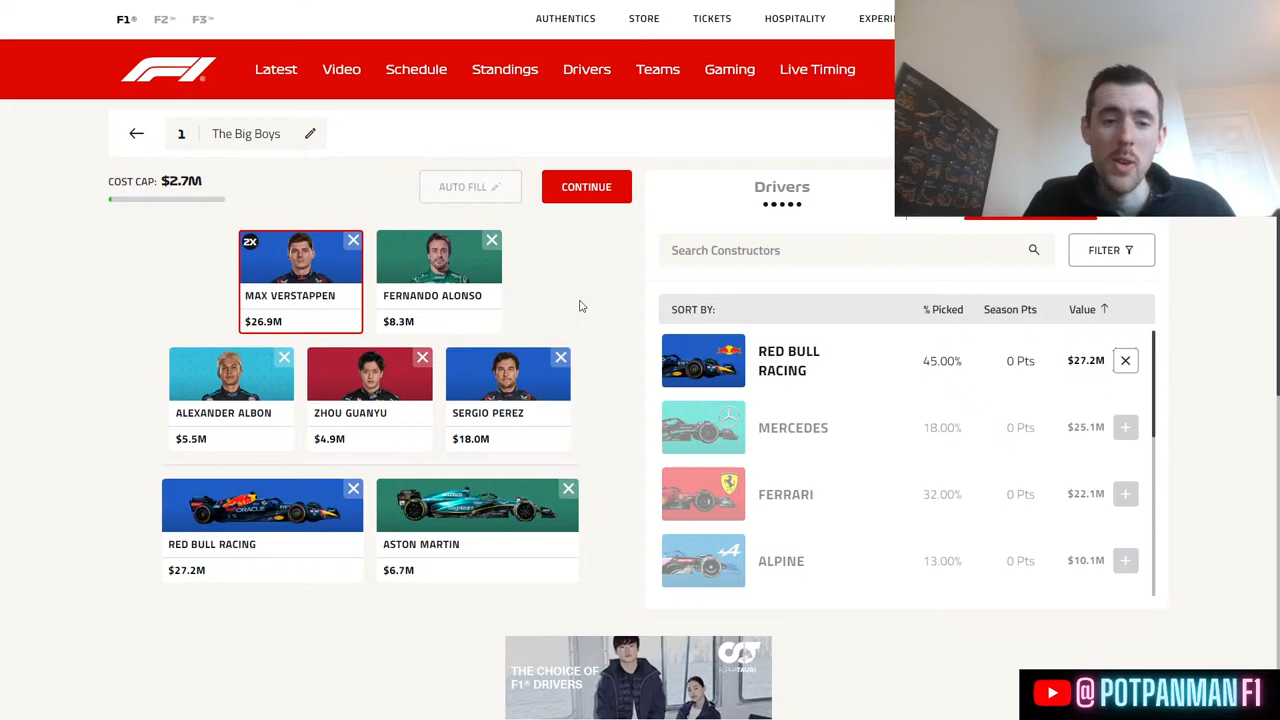 F1® F2™ F3™ AUTHENTICS STORE TICKETS HOSPITALITY EXPERI
F1® Latest Video Schedule Standings Drivers Teams Gaming Live Timing
1 The Big Boys
COST CAP: $2.7M AUTO FILL CONTINUE
Drivers
Search Constructors FILTER
2X
MAX VERSTAPPEN FERNANDO ALONSO
$26.9M $8.3M
ALEXANDER ALBON ZHOU GUANYU SERGIO PEREZ
$5.5M $4.9M $18.0M
RED BULL RACING ASTON MARTIN
$27.2M $6.7M
SORT BY: % Picked Season Pts Value
RED BULL
RACING 45.00% 0 Pts $27.2M
MERCEDES 18.00% 0 Pts $25.1M
FERRARI 32.00% 0 Pts $22.1M
ALPINE 13.00% 0 Pts $10.1M
THE CHOICE OF
F1® DRIVERS
ALPHATAURI
@POTPANMAN F1